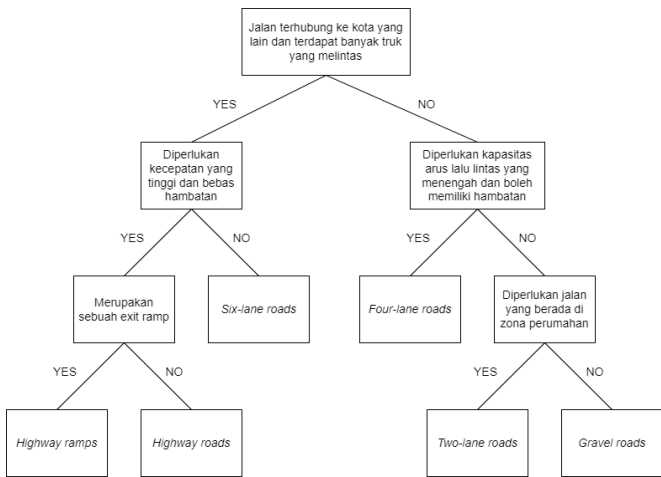 Jalan terhubung ke kota yang
lain dan terdapat banyak truk
yang melintas
YES
NO
Diperlukan
kecepatan yang
tinggi dan bebas
hambatan
Diperlukan kapasitas
arus lalu lintas yang
menengah dan boleh
memiliki hambatan
YES
NO
YES
NO
Merupakan
sebuah exit ramp
Six-lane roads
Four-lane roads
Diperlukan jalan
yang berada di
zona perumahan
YES
NO
YES
NO
Highway ramps
Highway roads
Two-lane roads
Gravel roads